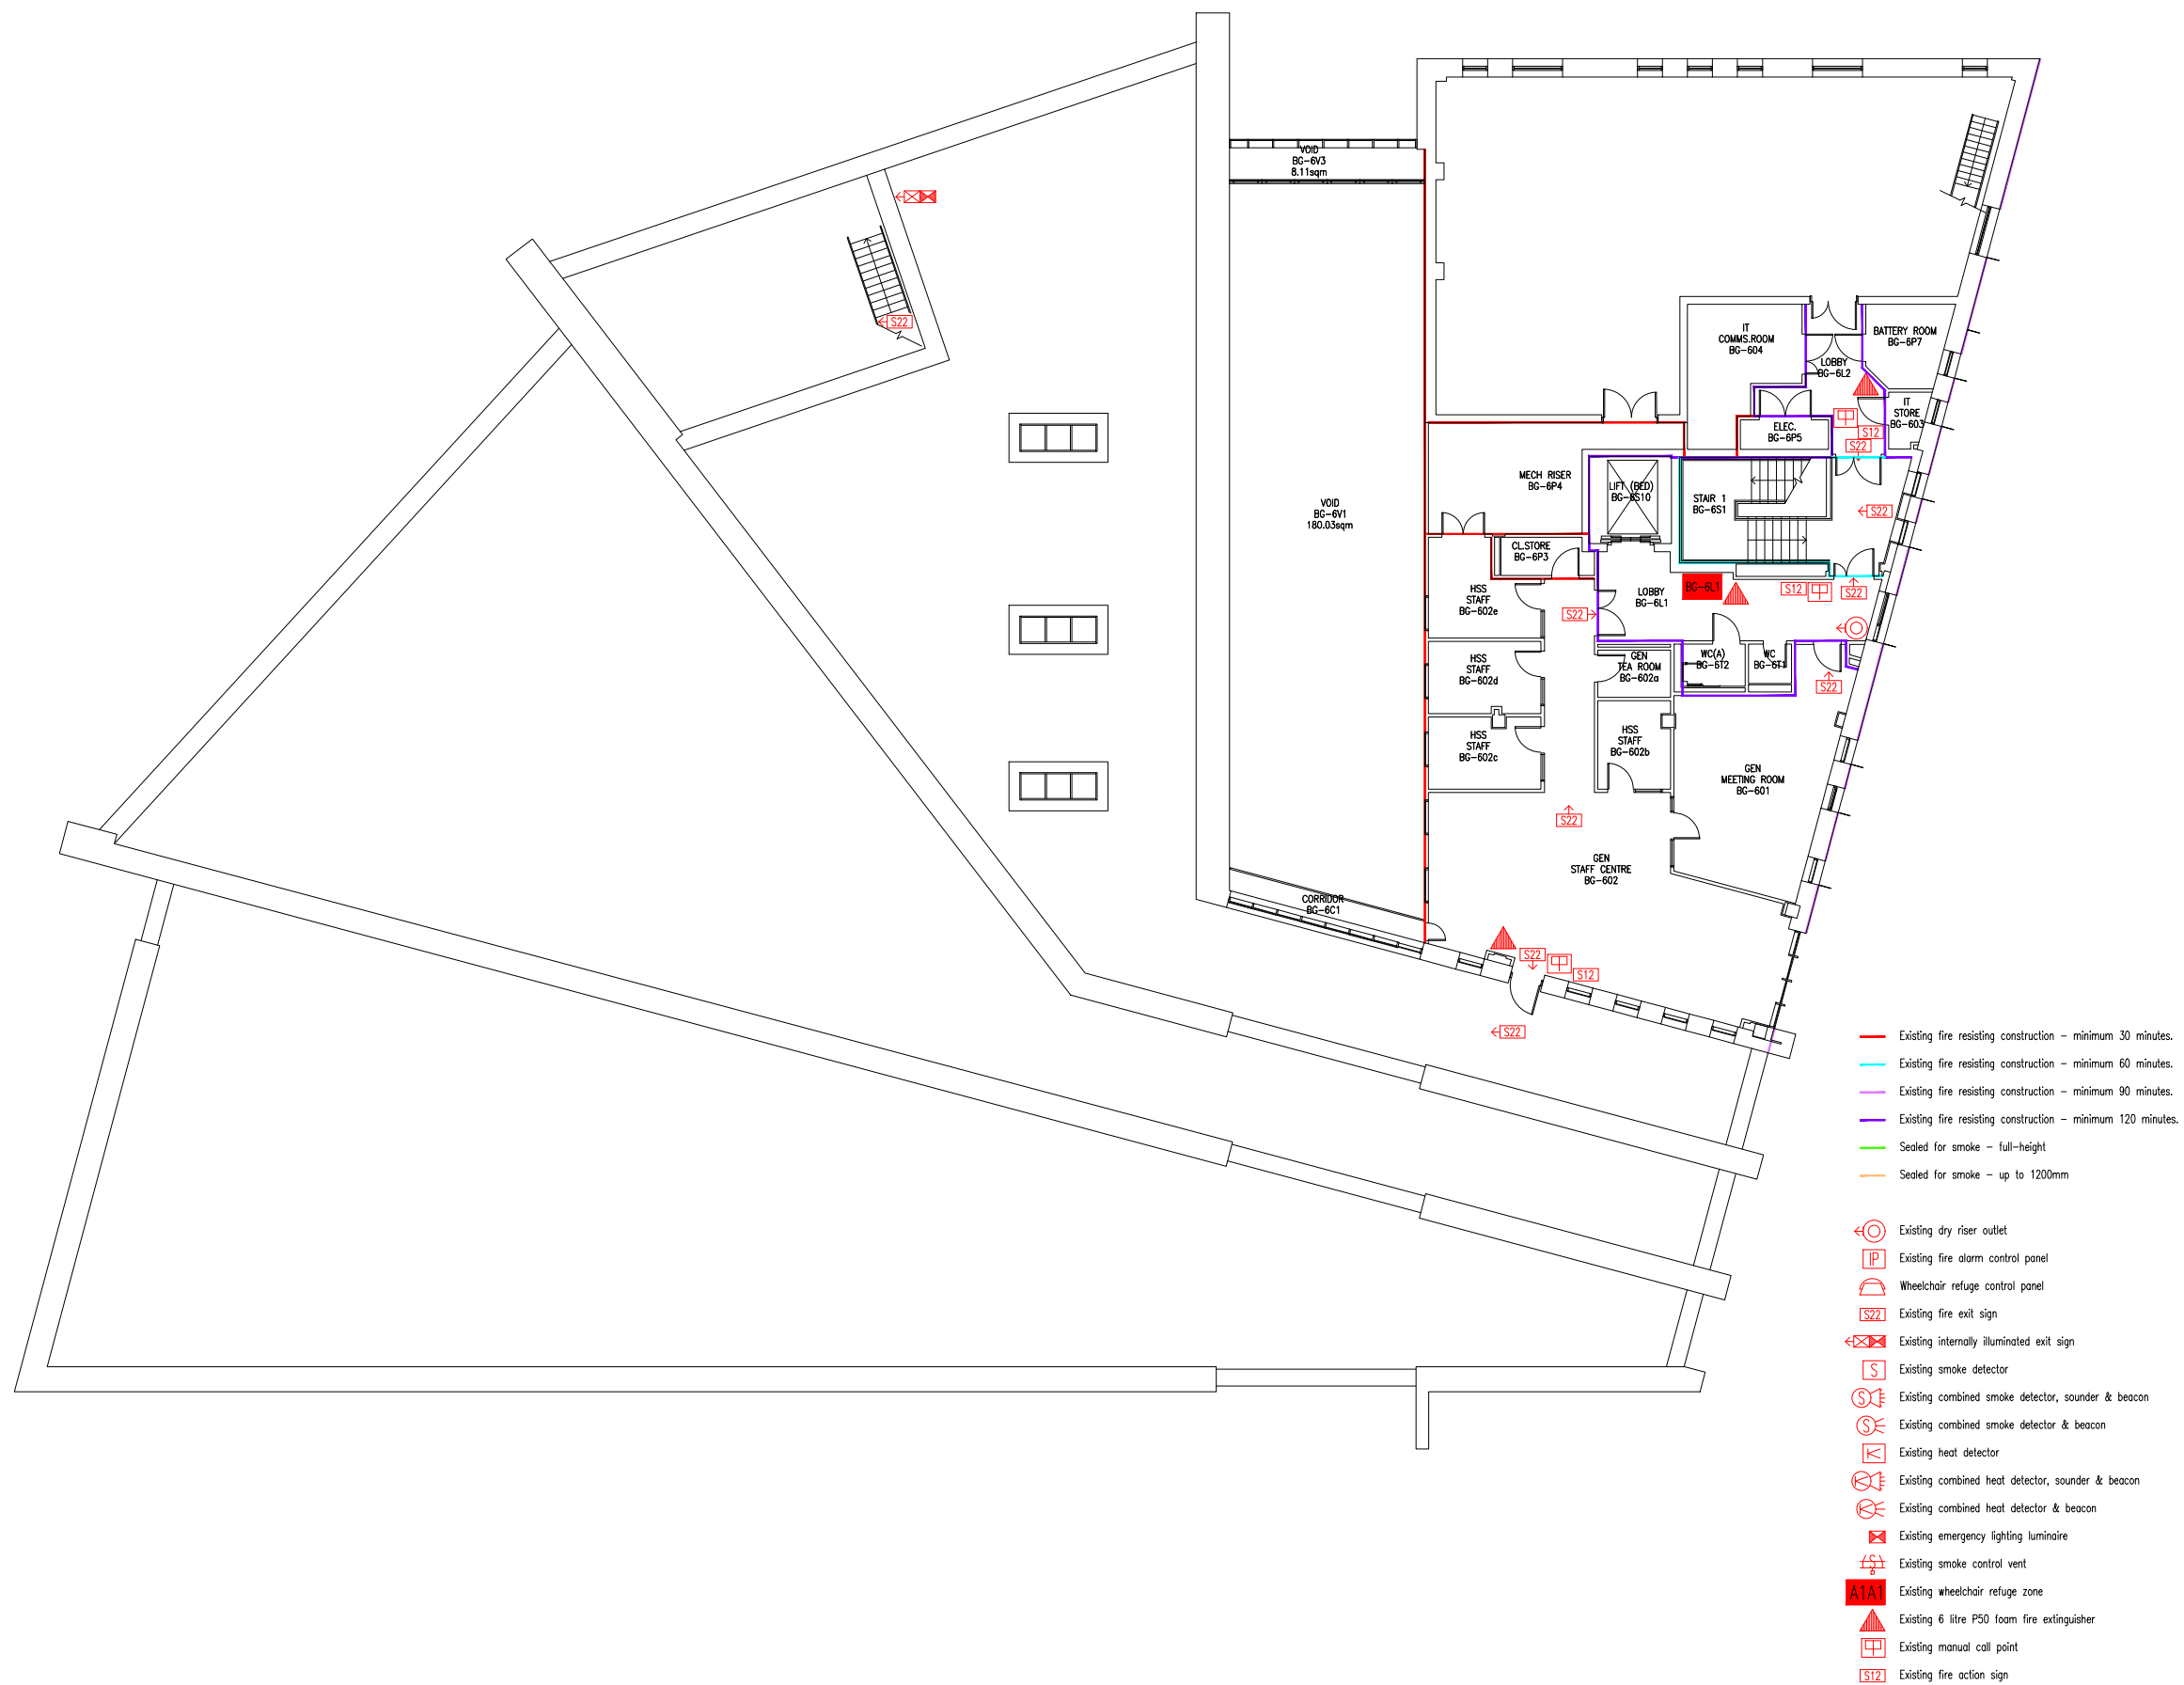 VOID
BG-6V3
8.11sqm
S22
IT
COMMS.ROOM
BG-604
BATTERY ROOM
BG-6P7
LOBBY
BG-6L2
IT
STORE
BG-603
ELEC.
BG-6P5
S12
S22
MECH RISER
BG-6P4
LIFT (BED)
BG-6S10
STAIR 1
BG-6S1
S22
VOID
BG-6V1
180.03sqm
CL.STORE
BG-6P3
HSS
STAFF
BG-602e
LOBBY
BG-6L1
BG-6L1
S12
S22
S22
HSS
STAFF
BG-602d
GEN
TEA ROOM
BG-602a
WC(A)
BG-6T2
WC
BG-6T1
S22
HSS
STAFF
BG-602c
HSS
STAFF
BG-602b
GEN
MEETING ROOM
BG-601
S22
GEN
STAFF CENTRE
BG-602
CORRIDOR
BG-6C1
S22
S12
S22
Existing fire resisting construction - minimum 30 minutes.
Existing fire resisting construction - minimum 60 minutes.
Existing fire resisting construction - minimum 90 minutes.
Existing fire resisting construction - minimum 120 minutes.
Sealed for smoke - full-height
Sealed for smoke - up to 1200mm
Existing dry riser outlet
IP Existing fire alarm control panel
Wheelchair refuge control panel
S22 Existing fire exit sign
Existing internally illuminated exit sign
S Existing smoke detector
S Existing combined smoke detector, sounder & beacon
S Existing combined smoke detector & beacon
Existing heat detector
Existing combined heat detector, sounder & beacon
Existing combined heat detector & beacon
Existing emergency lighting luminaire
S Existing smoke control vent
A1A1 Existing wheelchair refuge zone
Existing 6 litre P50 foam fire extinguisher
Existing manual call point
S12 Existing fire action sign